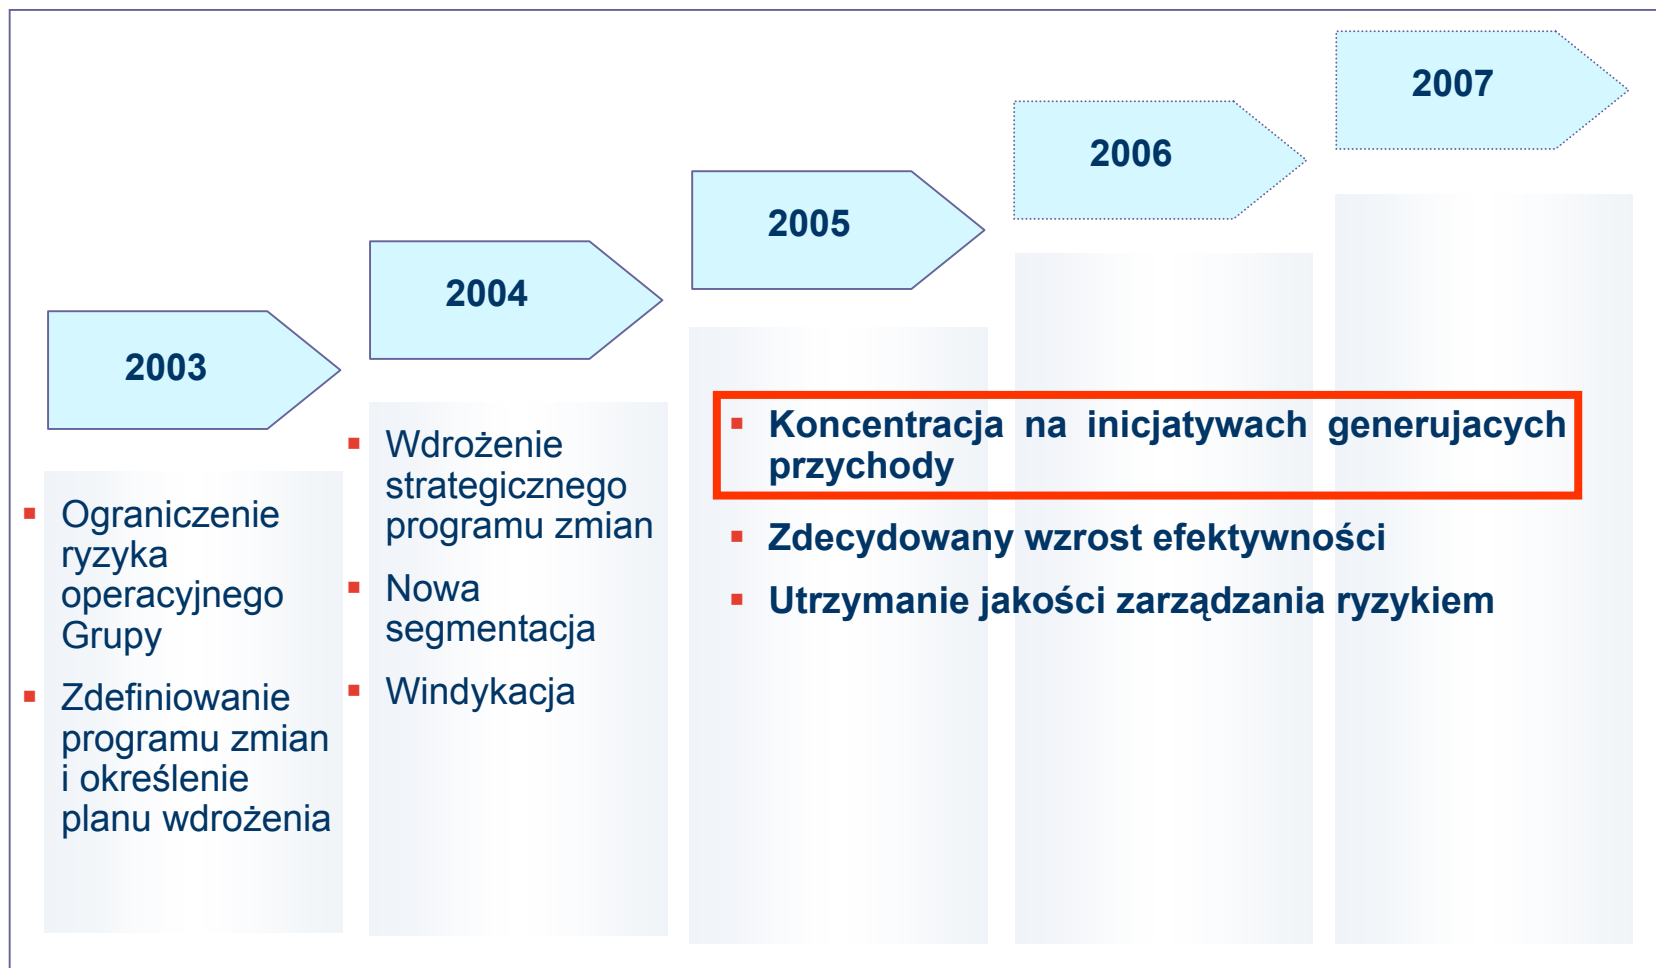 2003
Ograniczenie
ryzyka
operacyjnego
Grupy
Zdefiniowanie
programu zmian
i określenie
planu wdrożenia
2004
Wdrożenie
strategicznego
programu zmian
Nowa
segmentacja
Windykacja
2005
2006
2007
Koncentracja na inicjatywach generujacych
przychody
Zdecydowany wzrost efektywności
Utrzymanie jakości zarządzania ryzykiem